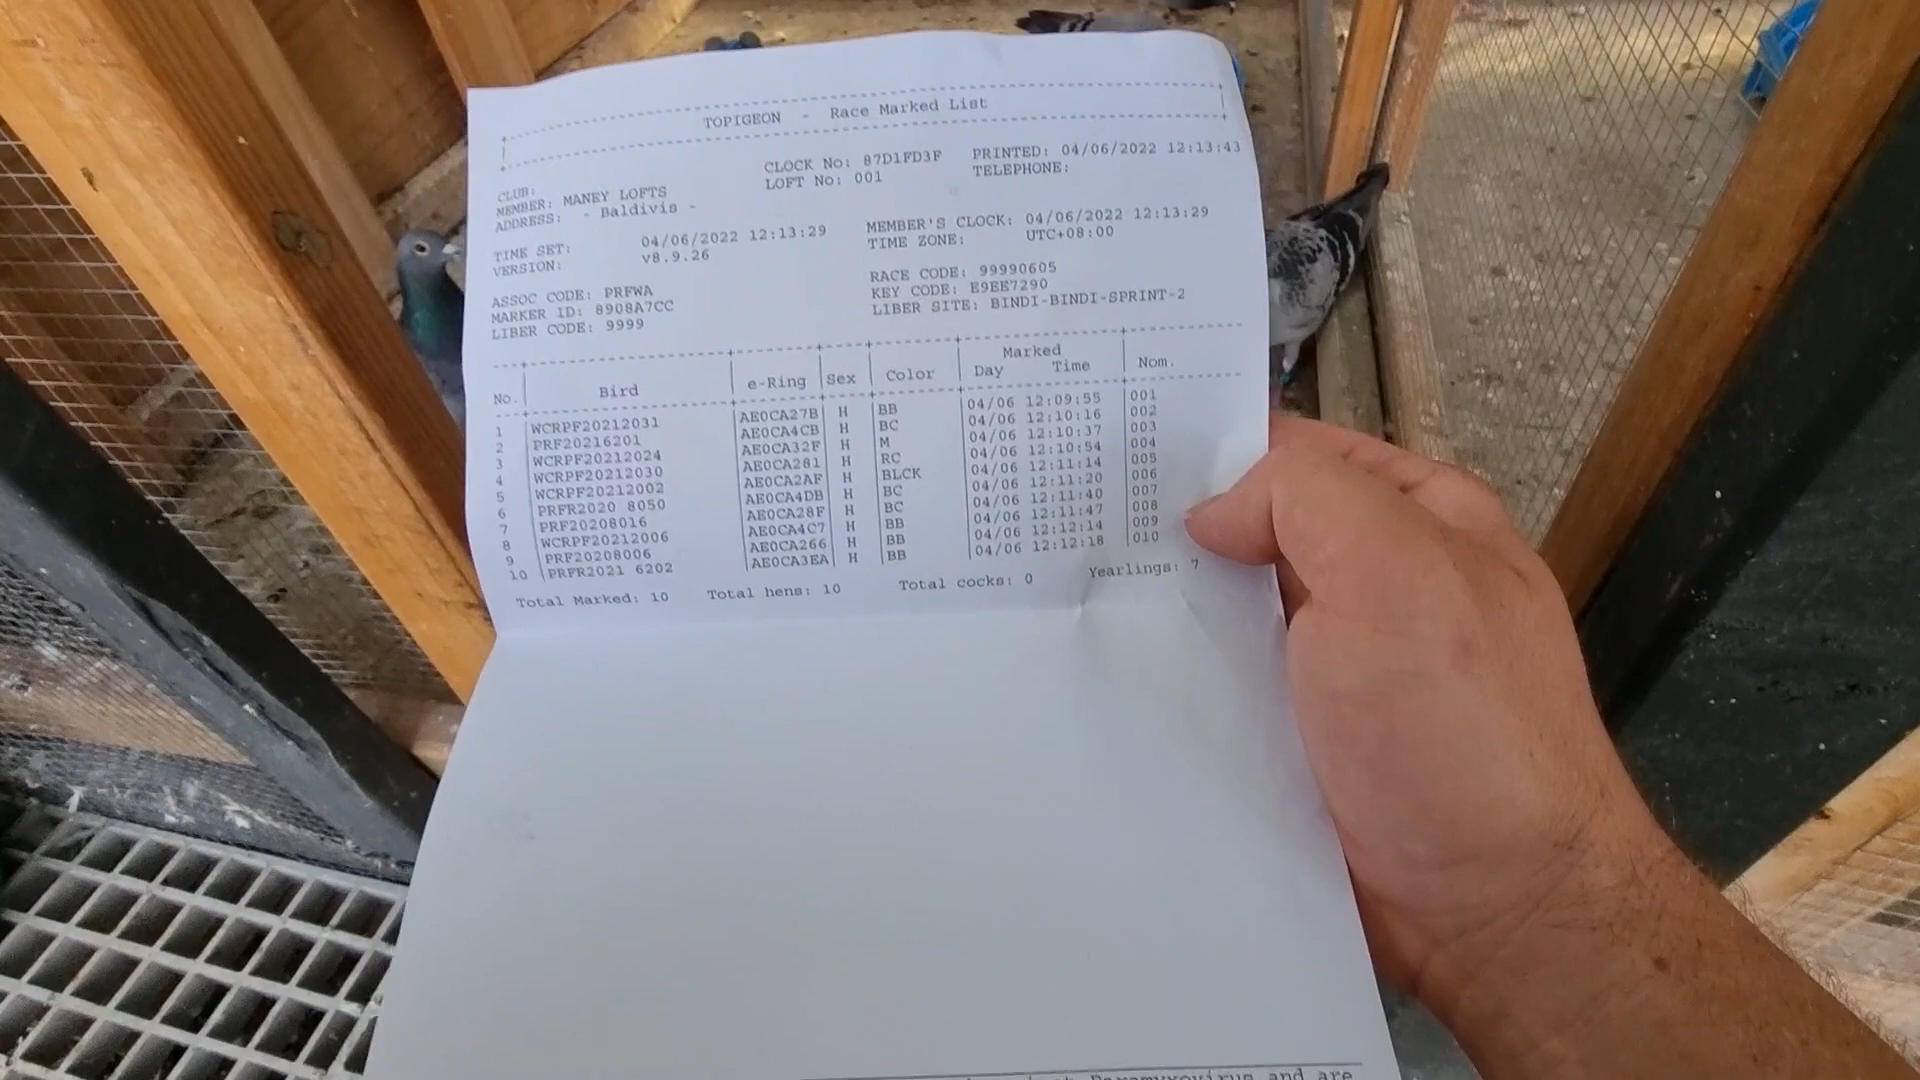 TOPIGEON - Race Marked List
CLUB: CLOCK No: 87D1FD3F PRINTED: 04/06/2022 12:13:43
MEMBER: MANEY LOFTS LOFT No: 001 TELEPHONE:
ADDRESS: - Baldivis -
TIME SET: 04/06/2022 12:13:29 MEMBER'S CLOCK: 04/06/2022 12:13:29
VERSION: v8.9.26 TIME ZONE: UTC+08:00
ASSOC CODE: PRFWA RACE CODE: 99990605
MARKER ID: 8908A7CC KEY CODE: E9EE7290
LIBER CODE: 9999 LIBER SITE: BINDI-BINDI-SPRINT-2
Marked
No. Bird e-Ring Sex Color Day Time Nom.
1 WCRPF20212031 AE0CA27B H BB 04/06 12:09:55 001
2 PRF20216201 AE0CA4CB H BC 04/06 12:10:16 002
3 WCRPF20212024 AE0CA32F H M 04/06 12:10:37 003
4 WCRPF20212030 AE0CA281 H RC 04/06 12:10:54 004
5 WCRPF20212002 AE0CA2AF H BLCK 04/06 12:11:14 005
6 PRFR2020 8050 AE0CA4DB H BC 04/06 12:11:20 006
7 PRF20208016 AE0CA28F H BC 04/06 12:11:40 007
8 WCRPF20212006 AE0CA4C7 H BB 04/06 12:11:47 008
9 PRF20208006 AE0CA266 H BB 04/06 12:12:14 009
10 PRFR2021 6202 AE0CA3EA H BB 04/06 12:12:18 010
Total Marked: 10 Total hens: 10 Total cocks: 0 Yearlings: 7
Paramyxovirus and are